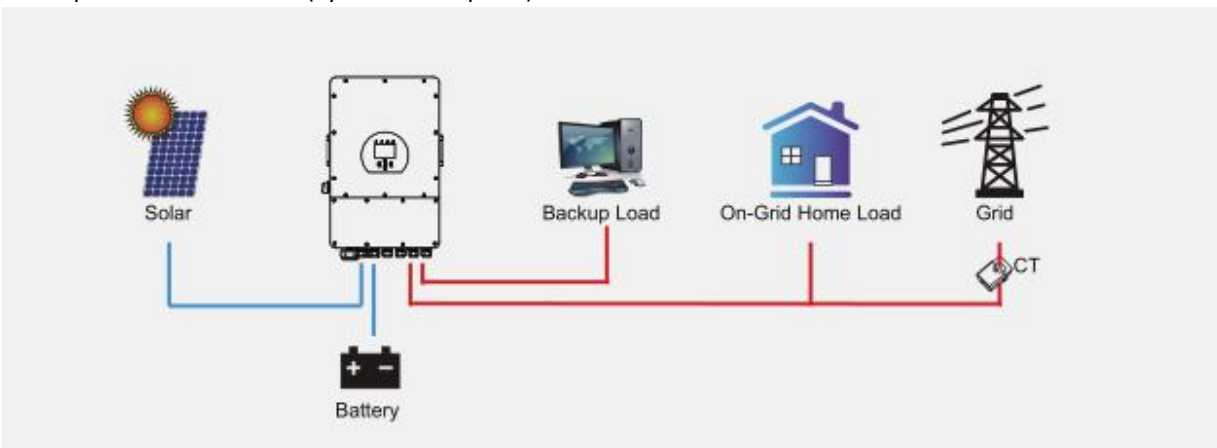 Solar
Backup Load
On-Grid Home Load
Grid
CT
Battery